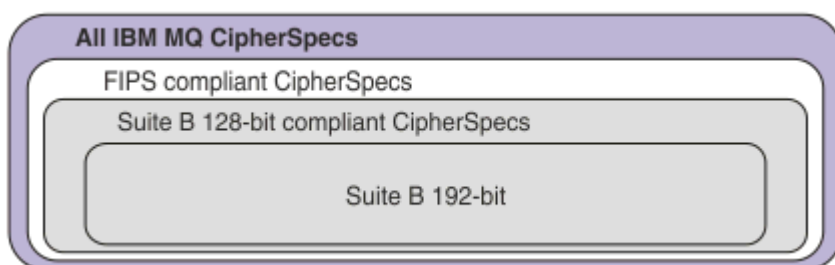 All IBM MQ CipherSpecs
FIPS compliant CipherSpecs
Suite B 128-bit compliant CipherSpecs
Suite B 192-bit